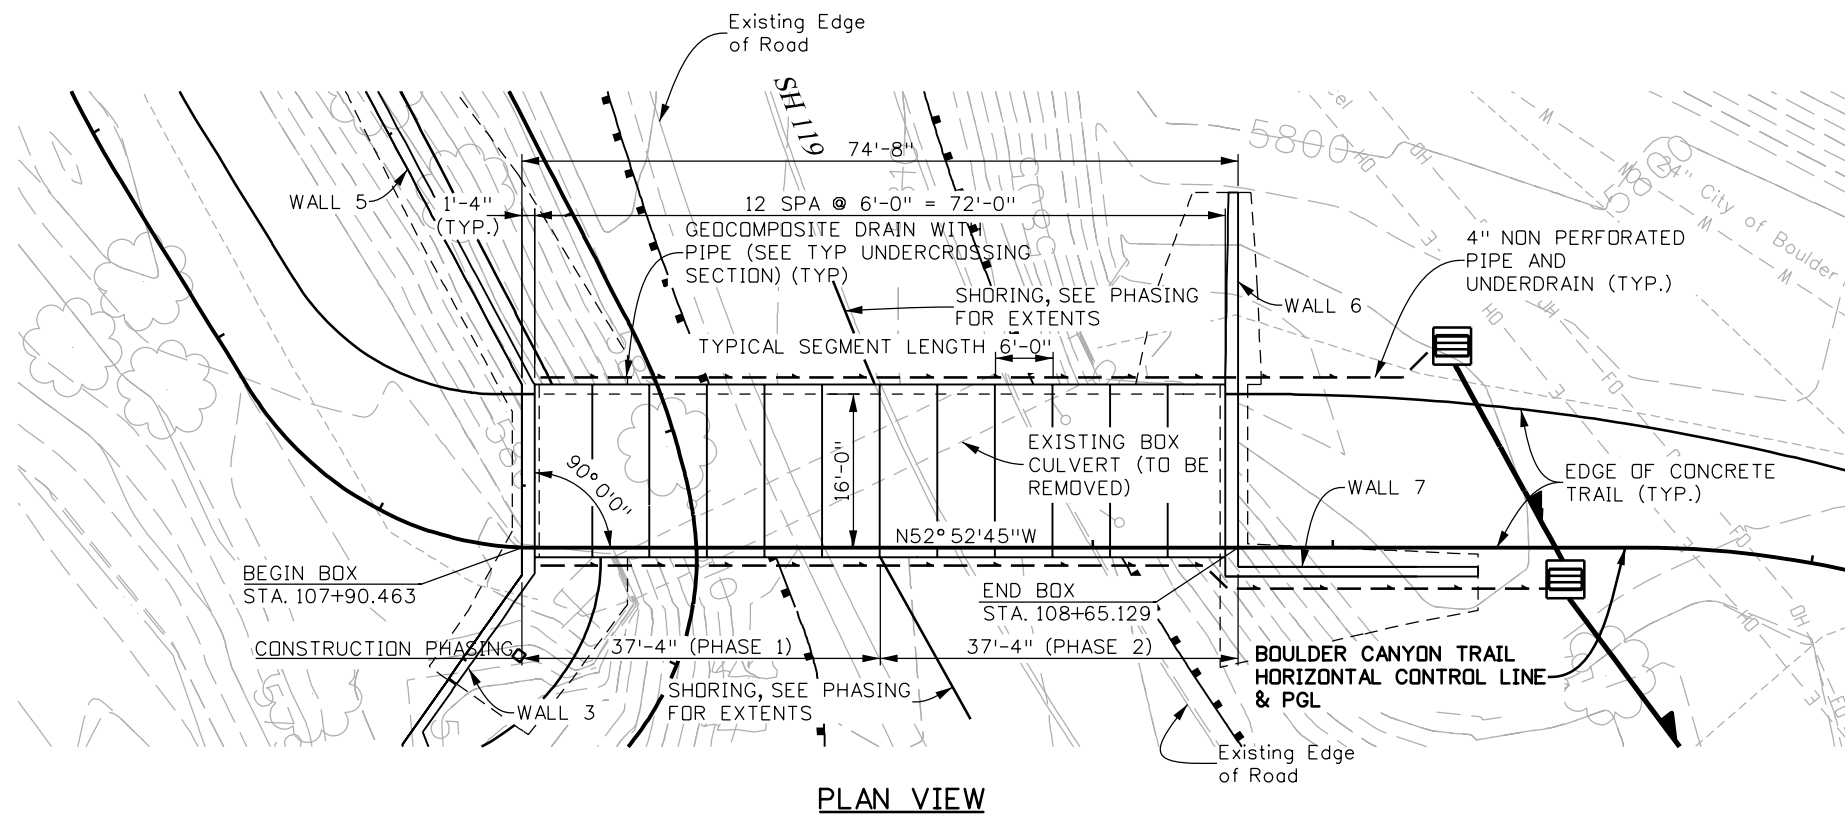 Existing Edge
of Road
SH 119
74'-8"
5800
5800
24" City of Boulder
WALL 5
1'-4"
(TYP.)
12 SPA @ 6'-0" = 72'-0"
GEOCOMPOSITE DRAIN WITH
PIPE (SEE TYP UNDERCROSSING
SECTION) (TYP)
4" NON PERFORATED
PIPE AND
UNDERDRAIN (TYP.)
SHORING, SEE PHASING
FOR EXTENTS
WALL 6
TYPICAL SEGMENT LENGTH 6'-0"
5805
90°0'0"
16'-0"
EXISTING BOX
CULVERT (TO BE
REMOVED)
EDGE OF CONCRETE
TRAIL (TYP.)
WALL 7
N52°52'45"W
BEGIN BOX
STA. 107+90.463
END BOX
STA. 108+65.129
CONSTRUCTION PHASING
37'-4" (PHASE 1)
37'-4" (PHASE 2)
BOULDER CANYON TRAIL
HORIZONTAL CONTROL LINE
& PGL
SHORING, SEE PHASING
FOR EXTENTS
WALL 3
Existing Edge
of Road
PLAN VIEW